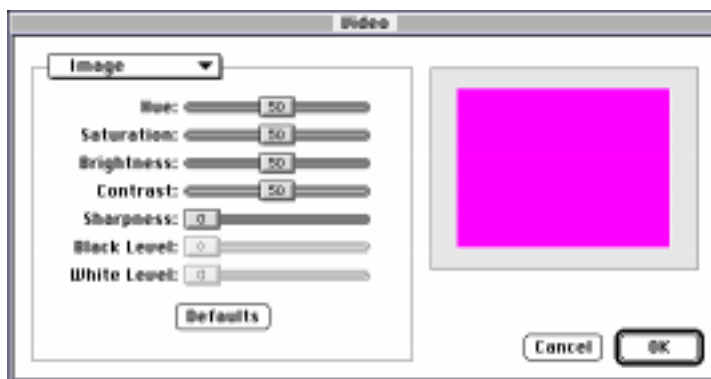 Video
Image
Hue: 50
Saturation: 50
Brightness: 50
Contrast: 50
Sharpness: 0
Black Level: 0
White Level: 0
Defaults
Cancel OK